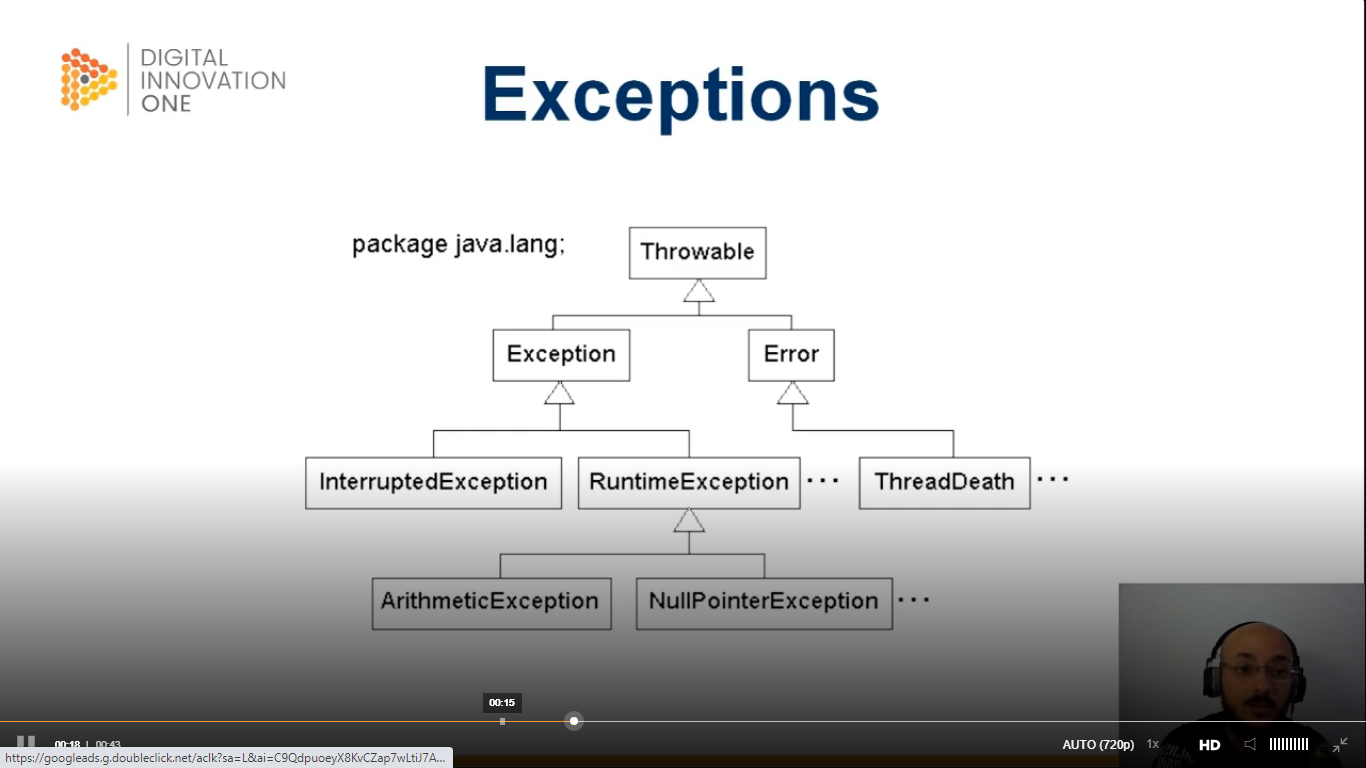 DIGITAL
INNOVATION
ONE
Exceptions
package java.lang;
Throwable
Exception
Error
InterruptedException
RuntimeException
...
ThreadDeath
...
ArithmeticException
NullPointerException
...
00:15
00:18 | 00:43
AUTO (720p)
1x
HD
https://googleads.g.doubleclick.net/aclk?sa=L&ai=C9QdpuoeyX8KvCZap7wLtiJ7A...